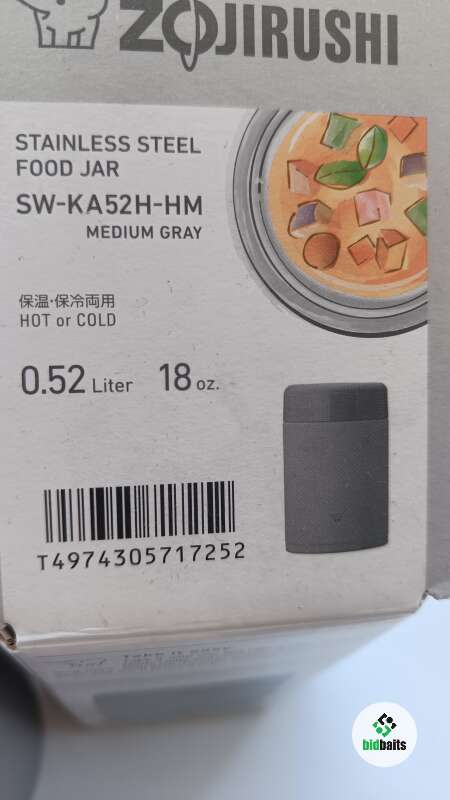 ZOJIRUSHI
STAINLESS STEEL
FOOD JAR
SW-KA52H-HM
MEDIUM GRAY
保温・保冷両用
HOT or COLD
0.52 Liter 18 oz.
T4974305717252
bidbaits